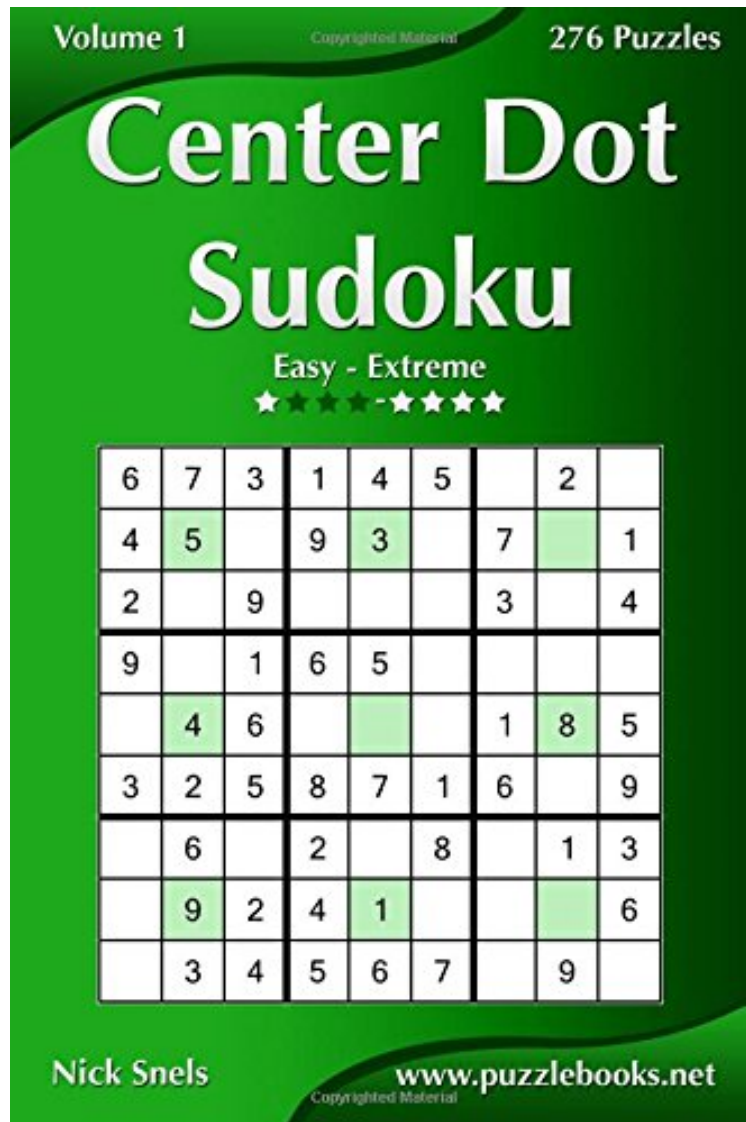 Volume 1 Copyrighted Material 276 Puzzles
Center Dot
Sudoku
Easy - Extreme
6 7 3 1 4 5 2
4 5 9 3 7 1
2 9 3 4
9 1 6 5
4 6 1 8 5
3 2 5 8 7 1 6 9
6 2 8 1 3
9 2 4 1 6
3 4 5 6 7 9
Nick Snels www.puzzlebooks.net
Copyrighted Material